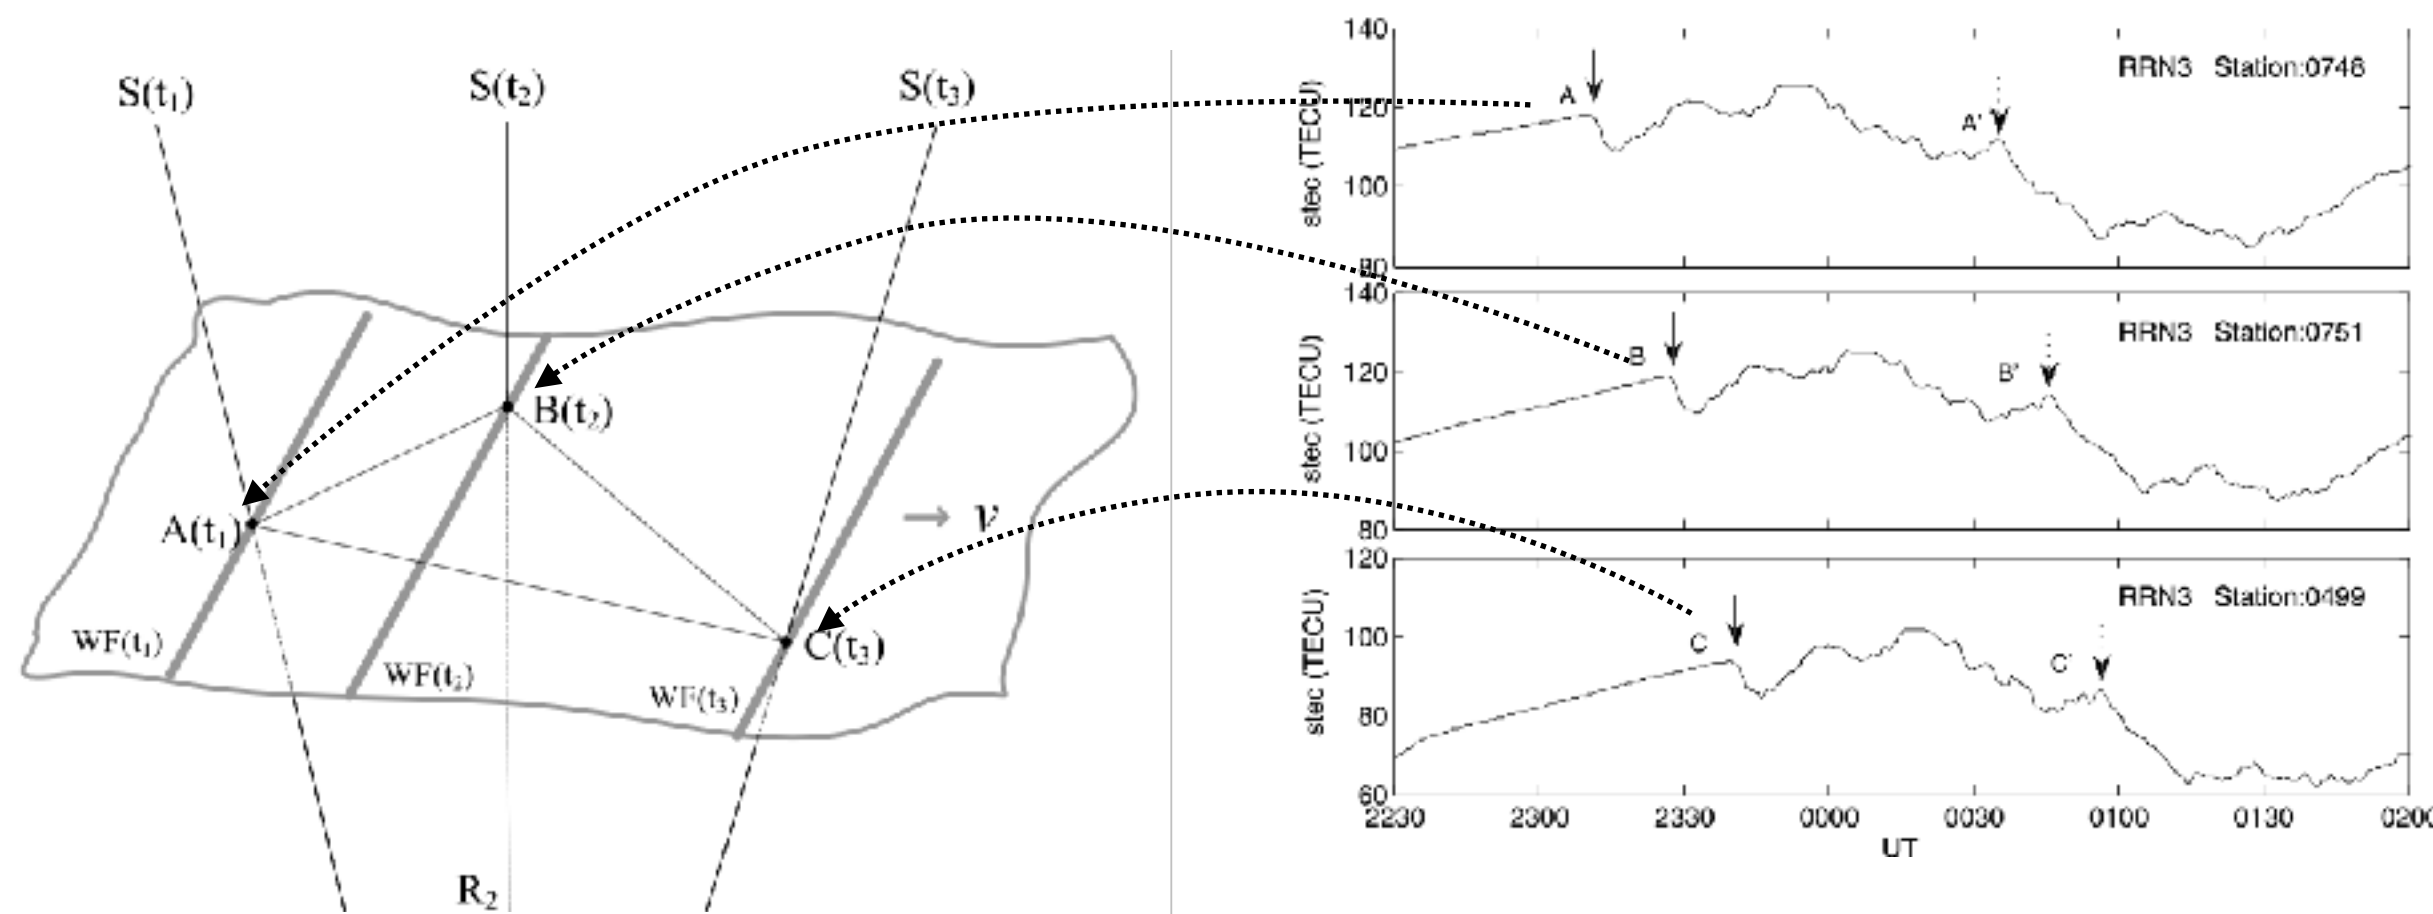 S(t₁)
S(t₂)
S(t₃)
B(t₂)
A(t₁)
v
C(t₃)
WF(t₁)
WF(t₂)
WF(t₃)
R₂
140
120
100
80
stec (TECU)
A
A'
RRN3 Station:0748
140
120
100
80
stec (TECU)
B
B'
RRN3 Station:0751
120
100
80
60
stec (TECU)
C
C'
RRN3 Station:0499
2230 2300 2330 0000 0030 0100 0130 0200
UT